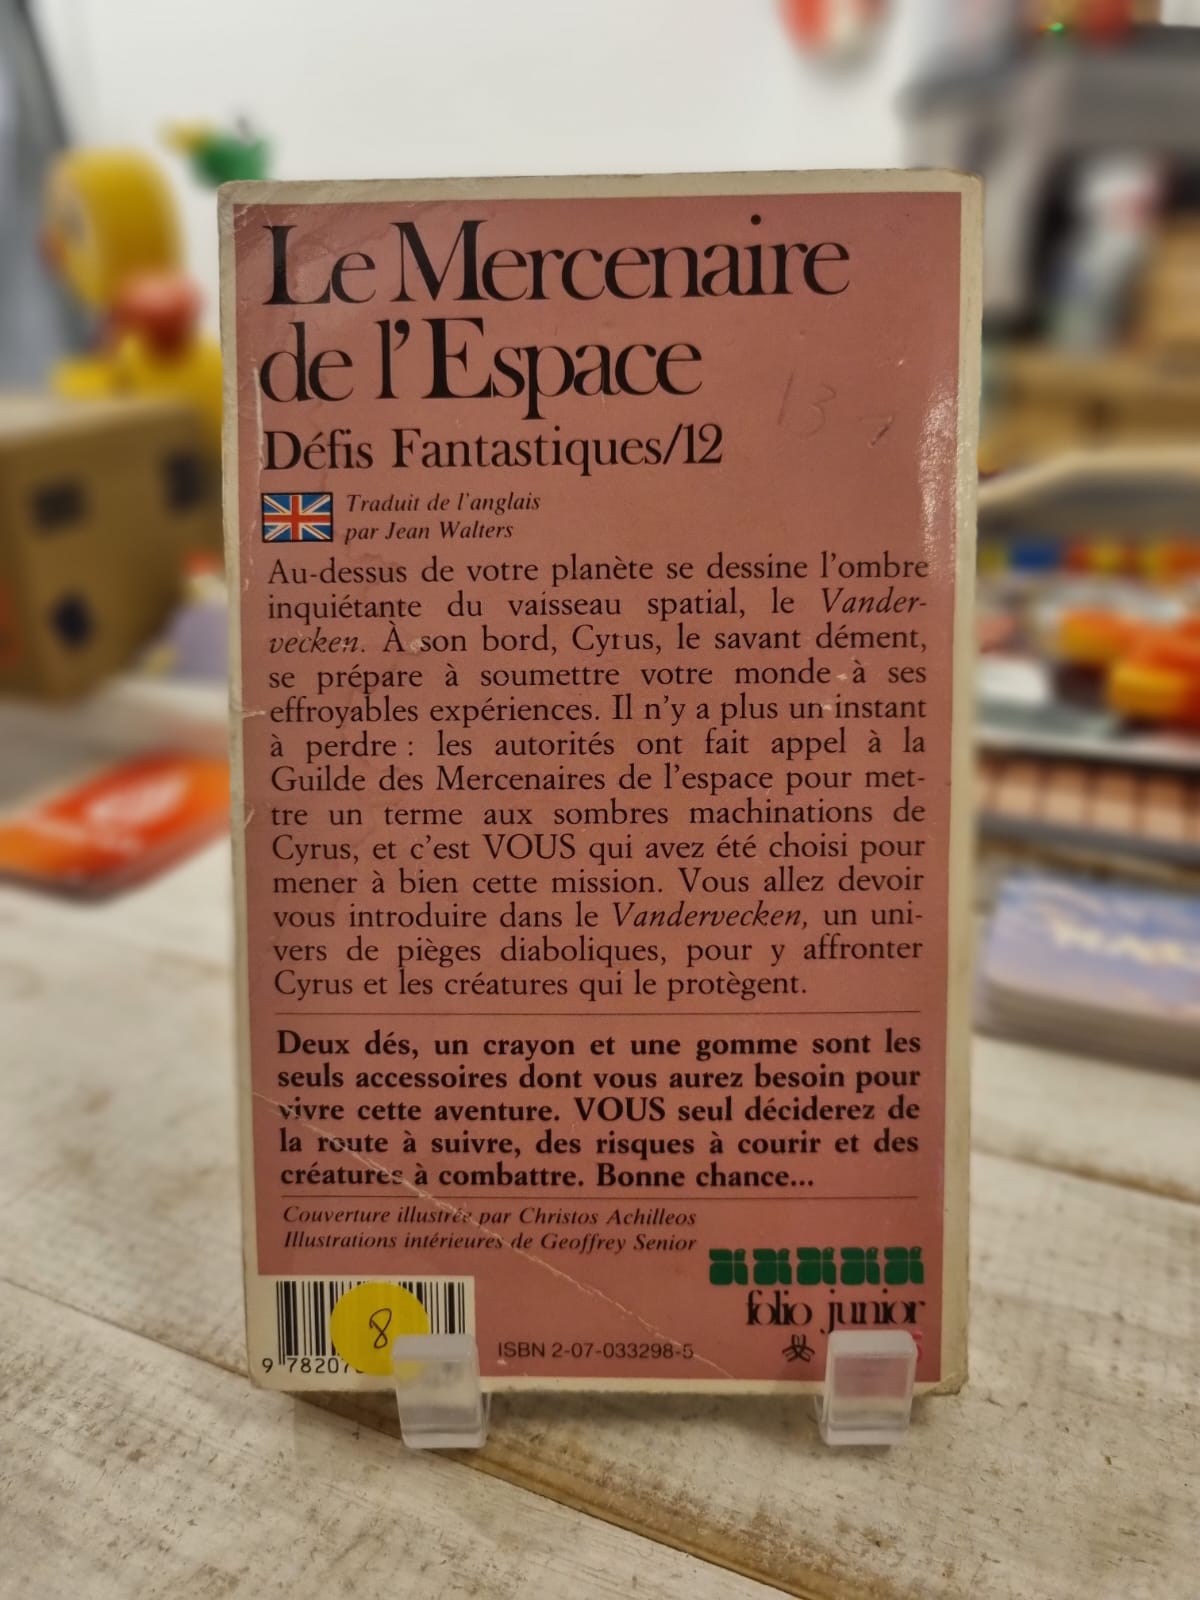 Le Mercenaire
de l'Espace
Défis Fantastiques/12
Traduit de l'anglais
par Jean Walters
Au-dessus de votre planète se dessine l'ombre
inquiétante du vaisseau spatial, le Vander-
vecken. À son bord, Cyrus, le savant dément,
se prépare à soumettre votre monde à ses
effroyables expériences. Il n'y a plus un instant
à perdre : les autorités ont fait appel à la
Guilde des Mercenaires de l'espace pour met-
tre un terme aux sombres machinations de
Cyrus, et c'est VOUS qui avez été choisi pour
mener à bien cette mission. Vous allez devoir
vous introduire dans le Vandervecken, un uni-
vers de pièges diaboliques, pour y affronter
Cyrus et les créatures qui le protègent.
Deux dés, un crayon et une gomme sont les
seuls accessoires dont vous aurez besoin pour
vivre cette aventure. VOUS seul déciderez de
la route à suivre, des risques à courir et des
créatures à combattre. Bonne chance...
Couverture illustrée par Christos Achilleos
Illustrations intérieures de Geoffrey Senior
folio junior
8
9 78207
ISBN 2-07-033298-5